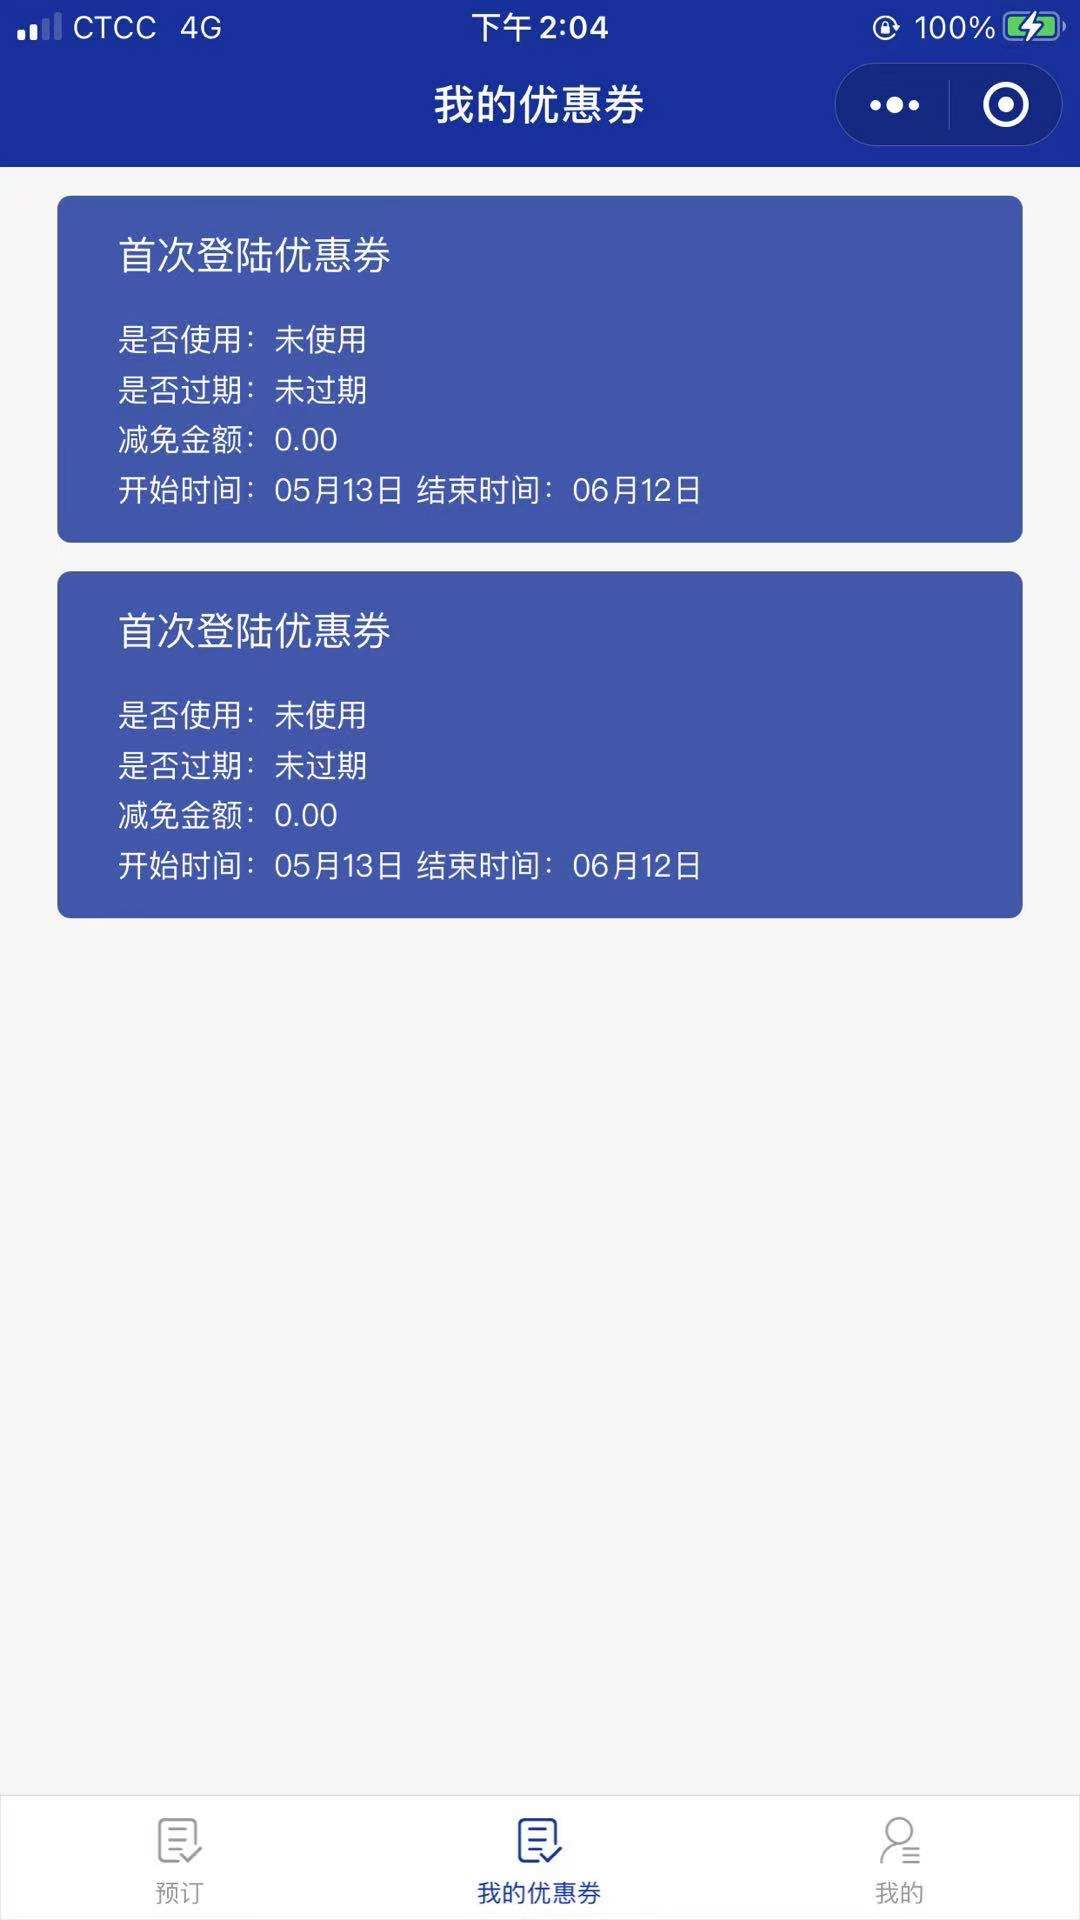 CTCC 4G 下午2:04 100%
我的优惠券
首次登陆优惠券
是否使用：未使用
是否过期：未过期
减免金额：0.00
开始时间：05月13日 结束时间：06月12日
首次登陆优惠券
是否使用：未使用
是否过期：未过期
减免金额：0.00
开始时间：05月13日 结束时间：06月12日
预订 我的优惠券 我的